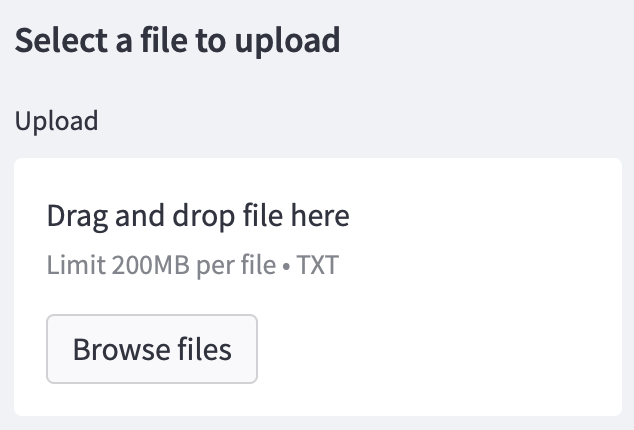 Select a file to upload
Upload
Drag and drop file here
Limit 200MB per file • TXT
Browse files